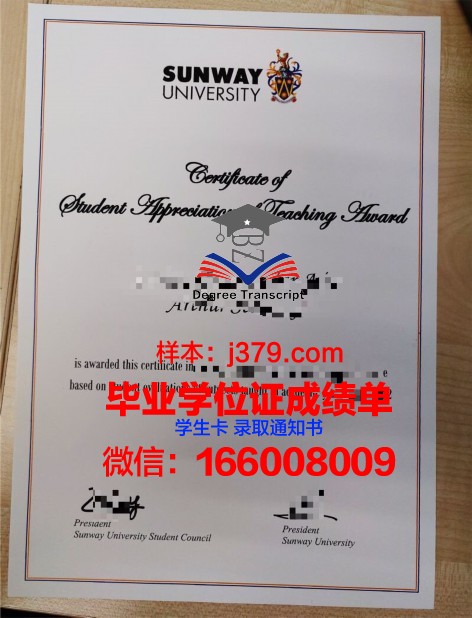 SUNWAY
UNIVERSITY
Certificate of
Student Appreciation of Teaching Award
Degree Transcript
样本：j379.com
is awarded this certificate in
based on
毕业学位证成绩单
学生卡 录取通知书
微信：166008009
President
Sunway University Student Council
President
Sunway University